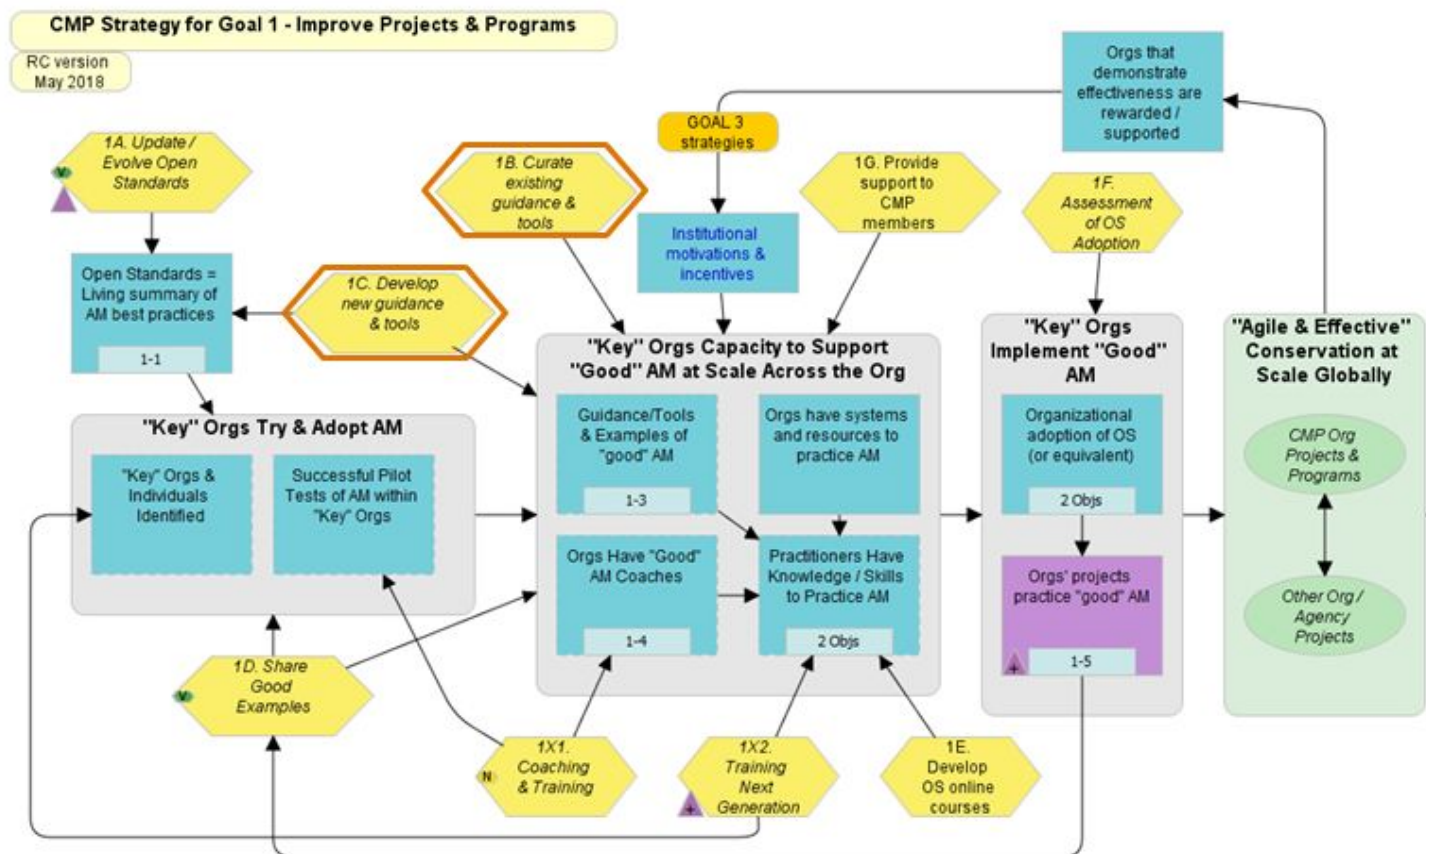 CMP Strategy for Goal 1 - Improve Projects & Programs
RC version
May 2018
Orgs that
demonstrate
effectiveness are
rewarded /
supported
GOAL 3
strategies
1A. Update /
Evolve Open
Standards
V
1B. Curate
existing
guidance &
tools
1G. Provide
support to
CMP
members
1F.
Assessment
of OS
Adoption
Institutional
motivations &
incentives
Open Standards =
Living summary of
AM best practices
1-1
1C. Develop
new guidance
& tools
"Key" Orgs Capacity to Support
"Good" AM at Scale Across the Org
"Key" Orgs
Implement "Good"
AM
"Agile & Effective"
Conservation at
Scale Globally
"Key" Orgs Try & Adopt AM
"Key" Orgs &
Individuals
Identified
Successful Pilot
Tests of AM within
"Key" Orgs
Guidance/Tools
& Examples of
"good" AM
1-3
Orgs have systems
and resources to
practice AM
Organizational
adoption of OS
(or equivalent)
2 Objs
CMP Org
Projects &
Programs
Orgs Have "Good"
AM Coaches
1-4
Practitioners Have
Knowledge / Skills
to Practice AM
2 Objs
Orgs' projects
practice "good" AM
+
1-5
Other Org /
Agency
Projects
1D. Share
Good
Examples
V
1X1.
Coaching
& Training
N
1X2.
Training
Next
Generation
+
1E.
Develop
OS online
courses